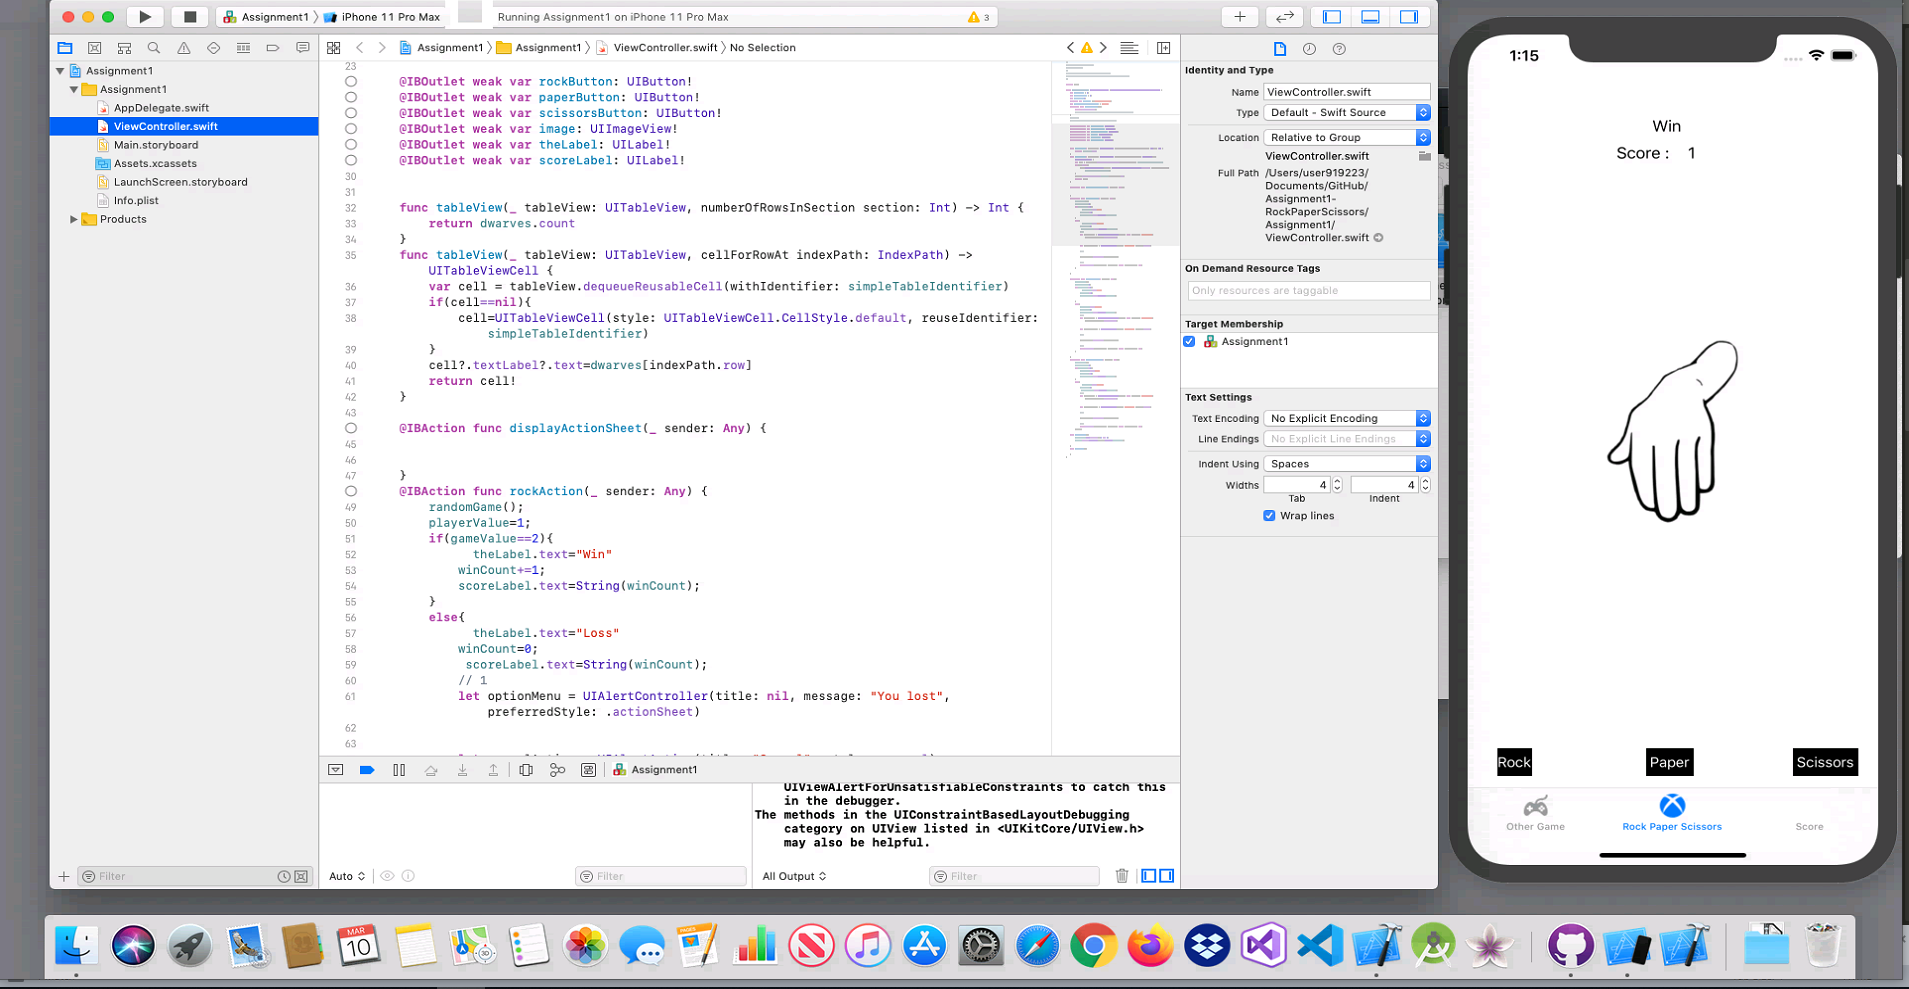 Assignment1 〉 iPhone 11 Pro Max
Running Assignment1 on iPhone 11 Pro Max
3
Assignment1 〉 Assignment1 〉 ViewController.swift 〉 No Selection
Assignment1
Assignment1
AppDelegate.swift
ViewController.swift
Main.storyboard
Assets.xcassets
LaunchScreen.storyboard
Info.plist
Products
Filter
23
@IBOutlet weak var rockButton: UIButton!
@IBOutlet weak var paperButton: UIButton!
@IBOutlet weak var scissorsButton: UIButton!
@IBOutlet weak var image: UIImageView!
@IBOutlet weak var theLabel: UILabel!
@IBOutlet weak var scoreLabel: UILabel!
30
31
32 func tableView(_ tableView: UITableView, numberOfRowsInSection section: Int) -> Int {
33 return dwarves.count
34 }
35 func tableView(_ tableView: UITableView, cellForRowAt indexPath: IndexPath) ->
UITableViewCell {
36 var cell = tableView.dequeueReusableCell(withIdentifier: simpleTableIdentifier)
37 if(cell==nil){
38 cell=UITableViewCell(style: UITableViewCell.CellStyle.default, reuseIdentifier:
simpleTableIdentifier)
39 }
40 cell?.textLabel?.text=dwarves[indexPath.row]
41 return cell!
42 }
43
@IBAction func displayActionSheet(_ sender: Any) {
45
46
47 }
@IBAction func rockAction(_ sender: Any) {
49 randomGame();
50 playerValue=1;
51 if(gameValue==2){
52 theLabel.text="Win"
53 winCount+=1;
54 scoreLabel.text=String(winCount);
55 }
56 else{
57 theLabel.text="Loss"
58 winCount=0;
59 scoreLabel.text=String(winCount);
60 // 1
61 let optionMenu = UIAlertController(title: nil, message: "You lost",
preferredStyle: .actionSheet)
62
63
Assignment1
UIViewAlertForUnsatisfiableConstraints to catch this
in the debugger.
The methods in the UIConstraintBasedLayoutDebugging
category on UIView listed in <UIKitCore/UIView.h>
may also be helpful.
Auto
Filter
All Output
Filter
Identity and Type
Name ViewController.swift
Type Default - Swift Source
Location Relative to Group
ViewController.swift
Full Path /Users/user919223/
Documents/GitHub/
Assignment1-
RockPaperScissors/
Assignment1/
ViewController.swift
On Demand Resource Tags
Only resources are taggable
Target Membership
Assignment1
Text Settings
Text Encoding No Explicit Encoding
Line Endings No Explicit Line Endings
Indent Using Spaces
Widths 4 4
Tab Indent
Wrap lines
1:15
Win
Score : 1
Rock Paper Scissors
Other Game Rock Paper Scissors Score
MAR
10
PAGES